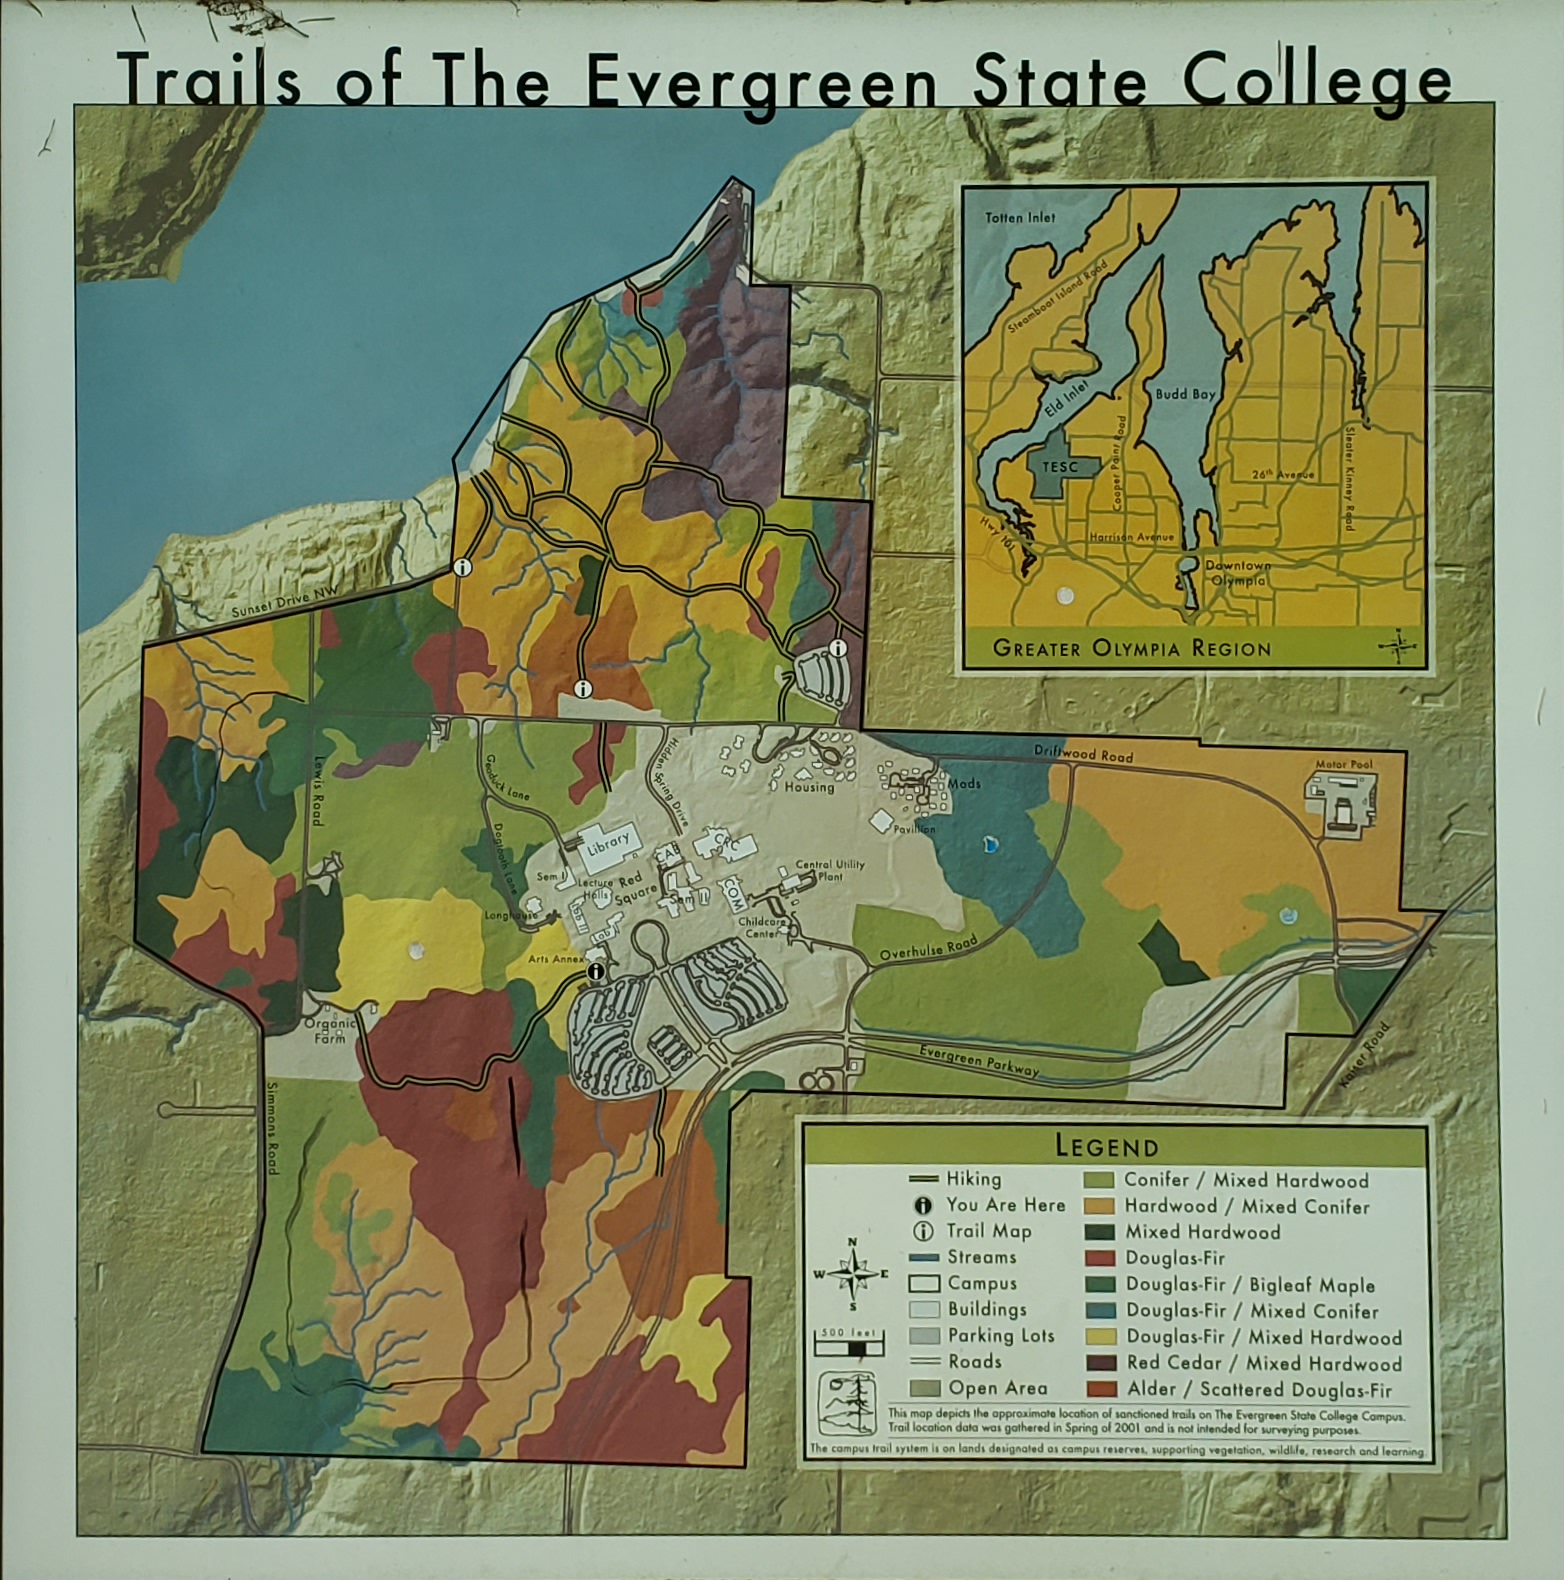 Trails of The Evergreen State College
Totten Inlet
Steamboat Island Road
Eld Inlet
Budd Bay
TESC
Cooper Point Road
26th Avenue
Sleater Kinney Road
Hwy 101
Harrison Avenue
Downtown
Olympia
Greater Olympia Region
Sunset Drive NW
Lewis Road
Geoduck Lane
Dogtooth Lane
Hidden Spring Drive
Housing
Mods
Driftwood Road
Motor Pool
Pavillion
Library
CAB
CRC
Sem I
Lecture
Halls
Red
Square
Sem II
COM
Central Utility
Plant
Longhouse
Lab II
Lab I
Childcare
Center
Arts Annex
Overhulse Road
Organic
Farm
Evergreen Parkway
Kaiser Road
Simmons Road
Legend
Hiking
You Are Here
Trail Map
Streams
Campus
Buildings
Parking Lots
Roads
Open Area
Conifer / Mixed Hardwood
Hardwood / Mixed Conifer
Mixed Hardwood
Douglas-Fir
Douglas-Fir / Bigleaf Maple
Douglas-Fir / Mixed Conifer
Douglas-Fir / Mixed Hardwood
Red Cedar / Mixed Hardwood
Alder / Scattered Douglas-Fir
N
W E
S
500 feet
This map depicts the approximate location of sanctioned trails on The Evergreen State College Campus.
Trail location data was gathered in Spring of 2001 and is not intended for surveying purposes.
The campus trail system is on lands designated as campus reserves, supporting vegetation, wildlife, research and learning.